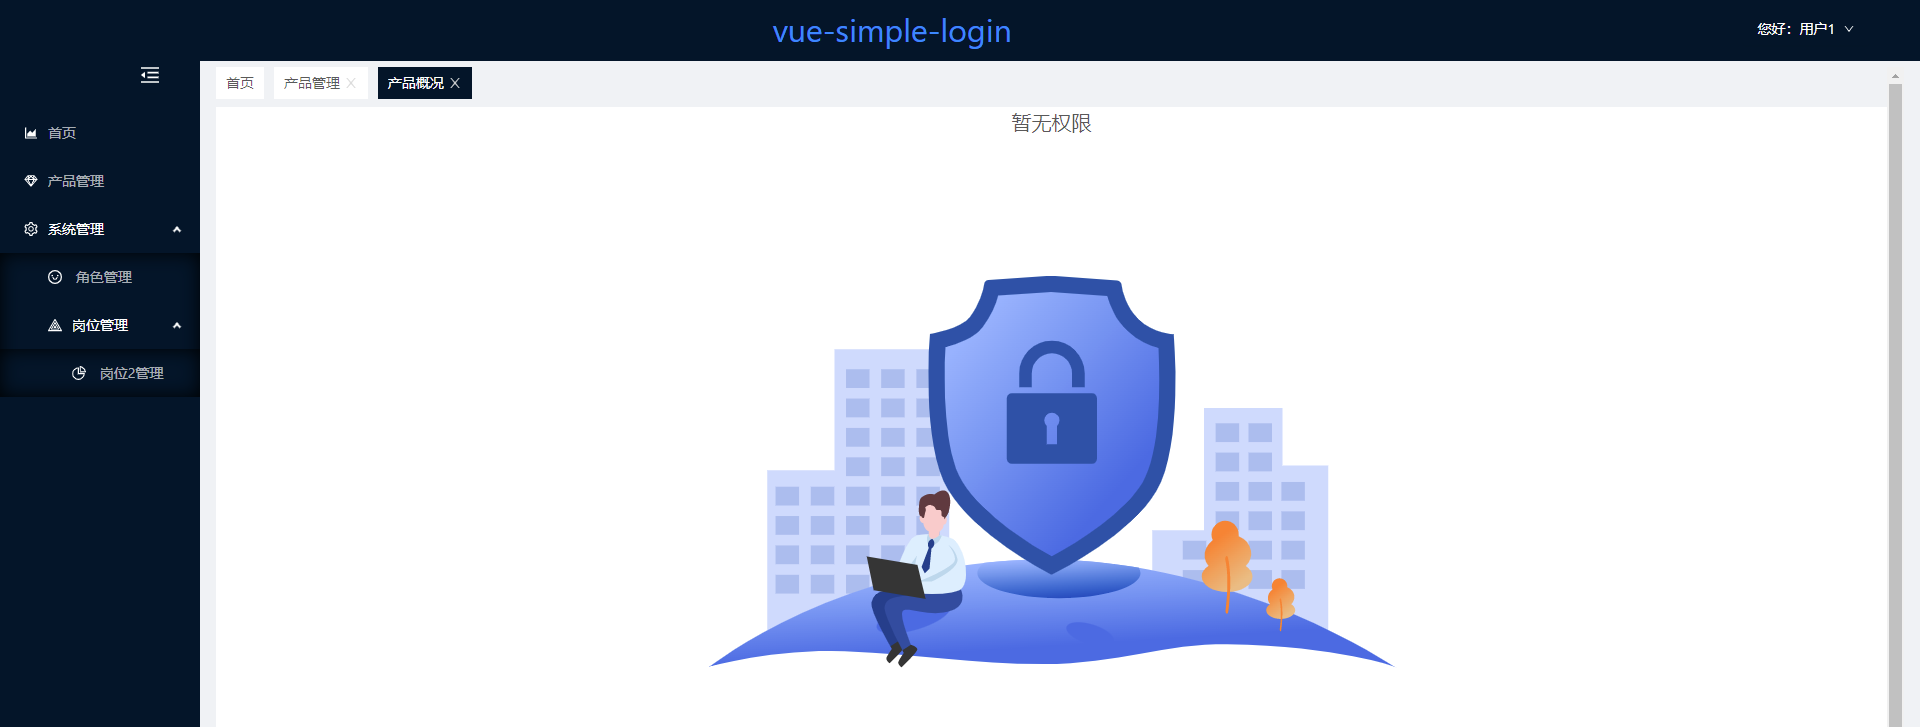 vue-simple-login
您好：用户1
首页 产品管理 X 产品概况 X
暂无权限
首页
产品管理
系统管理
角色管理
岗位管理
岗位2管理